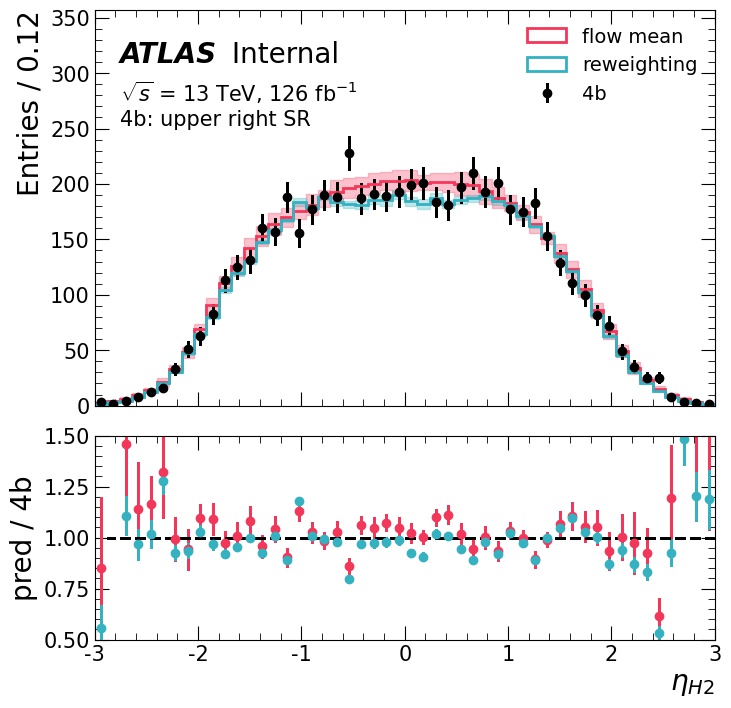 Entries / 0.12
350
300
250
200
150
100
50
0
ATLAS Internal
√s = 13 TeV, 126 fb⁻¹
4b: upper right SR
flow mean
reweighting
4b
pred / 4b
1.50
1.25
1.00
0.75
0.50
-3 -2 -1 0 1 2 3
η_{H2}